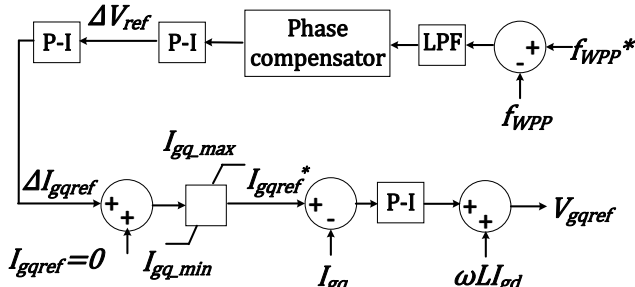 ΔV_ref
P-I
P-I
Phase
compensator
LPF
+
-
f_WPP*
f_WPP
I_gq_max
ΔI_gqref
+
+
I_gqref*
+
-
P-I
+
+
V_gqref
I_gqref=0
I_gq_min
I_gq
ωLI_gd